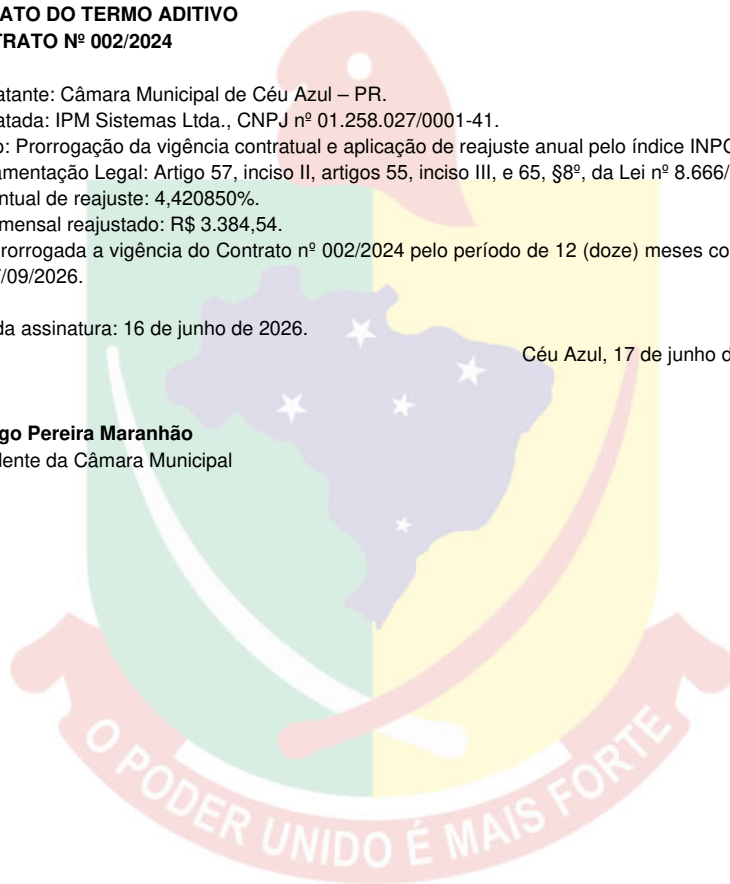 ATO DO TERMO ADITIVO
TRATO Nº 002/2024
atante: Câmara Municipal de Céu Azul – PR.
atada: IPM Sistemas Ltda., CNPJ nº 01.258.027/0001-41.
o: Prorrogação da vigência contratual e aplicação de reajuste anual pelo índice INPC
amentação Legal: Artigo 57, inciso II, artigos 55, inciso III, e 65, §8º, da Lei nº 8.666/
entual de reajuste: 4,420850%.
mensal reajustado: R$ 3.384,54.
rorrogada a vigência do Contrato nº 002/2024 pelo período de 12 (doze) meses co
7/09/2026.
da assinatura: 16 de junho de 2026.
Céu Azul, 17 de junho d
go Pereira Maranhão
dente da Câmara Municipal
O PODER UNIDO É MAIS FORTE